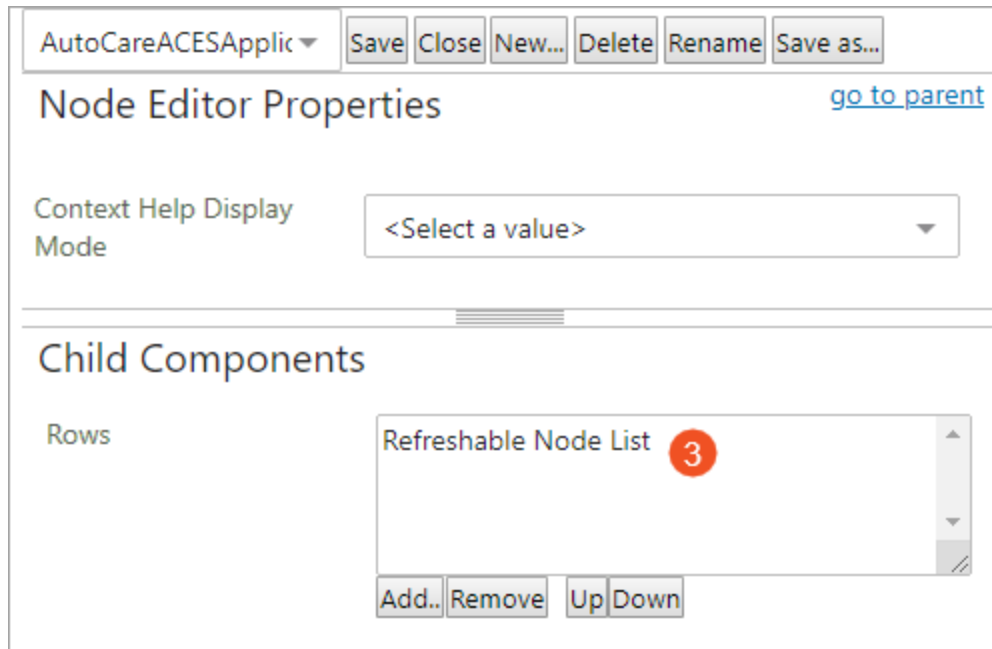 AutoCareACESApplic Save Close New... Delete Rename Save as...
Node Editor Properties go to parent
Context Help Display
Mode
<Select a value>
Child Components
Rows
Refreshable Node List 3
Add.. Remove Up Down